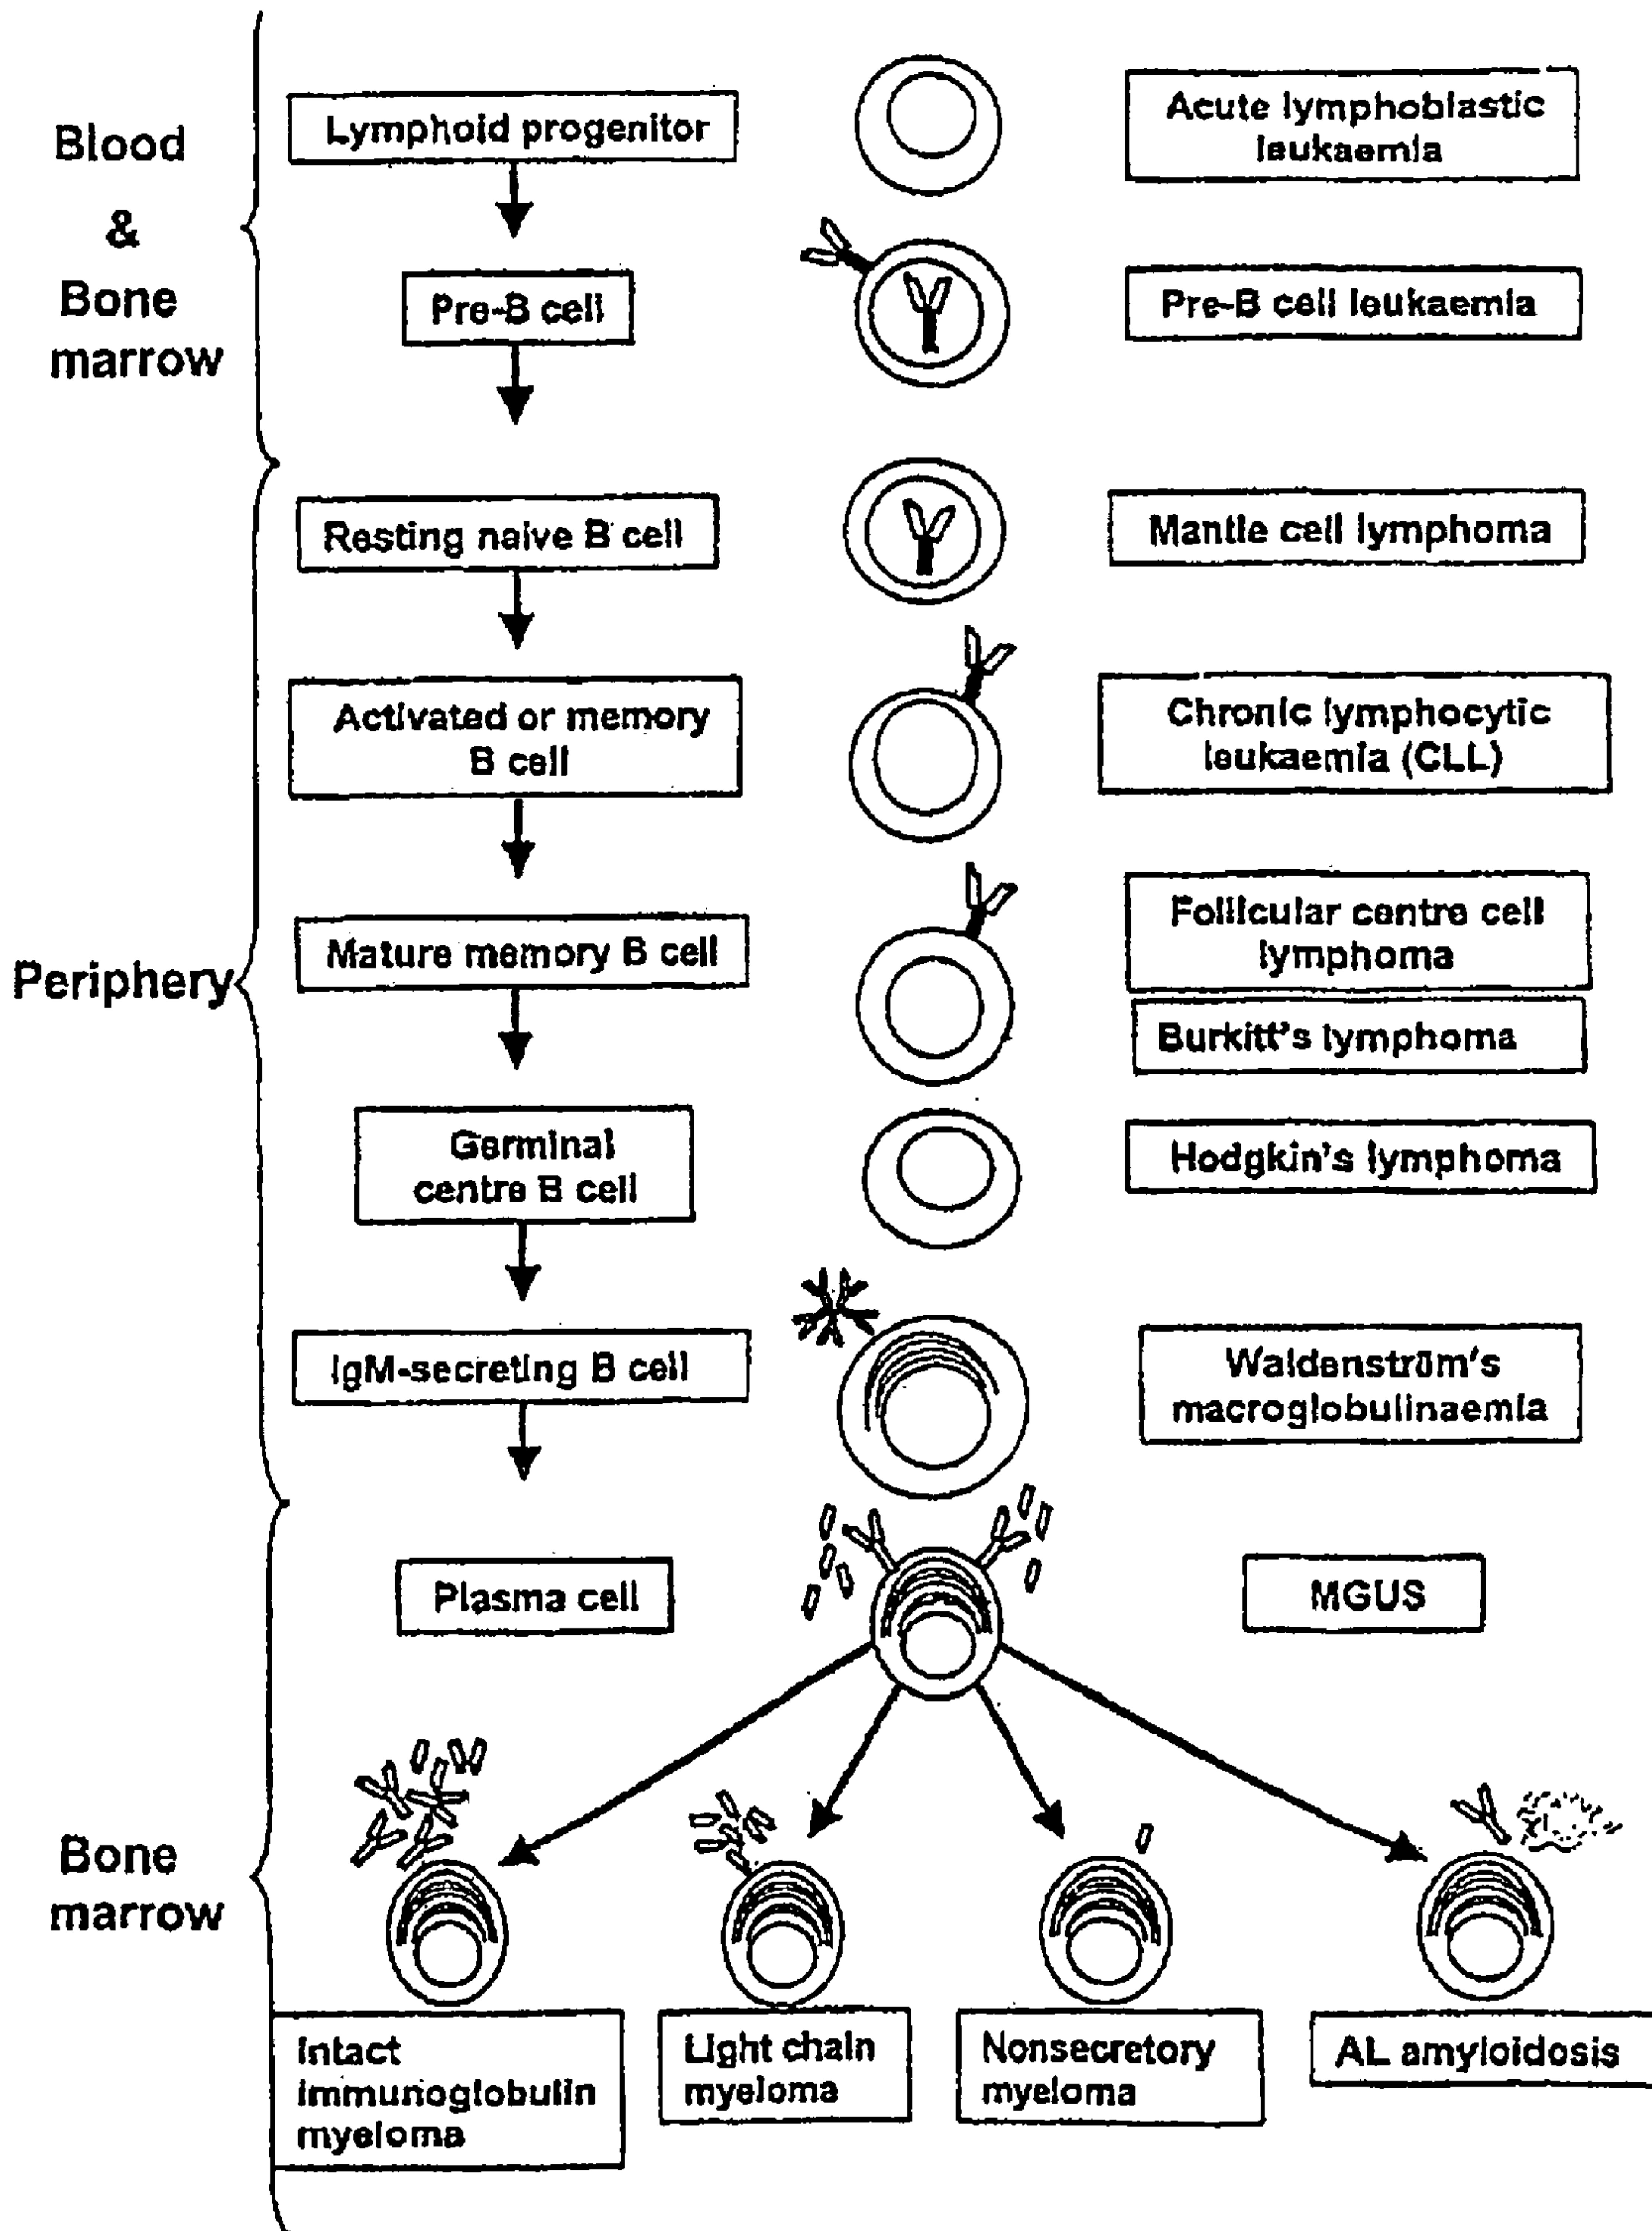 Blood
&
Bone
marrow
Lymphoid progenitor
Acute lymphoblastic
leukaemia
Pre-B cell
Pre-B cell leukaemia
Periphery
Resting naive B cell
Mantle cell lymphoma
Activated or memory
B cell
Chronic lymphocytic
leukaemia (CLL)
Mature memory B cell
Follicular centre cell
lymphoma
Burkitt's lymphoma
Germinal
centre B cell
Hodgkin's lymphoma
IgM-secreting B cell
Waldenström's
macroglobulinaemia
Bone
marrow
Plasma cell
MGUS
Intact
immunoglobulin
myeloma
Light chain
myeloma
Nonsecretory
myeloma
AL amyloidosis